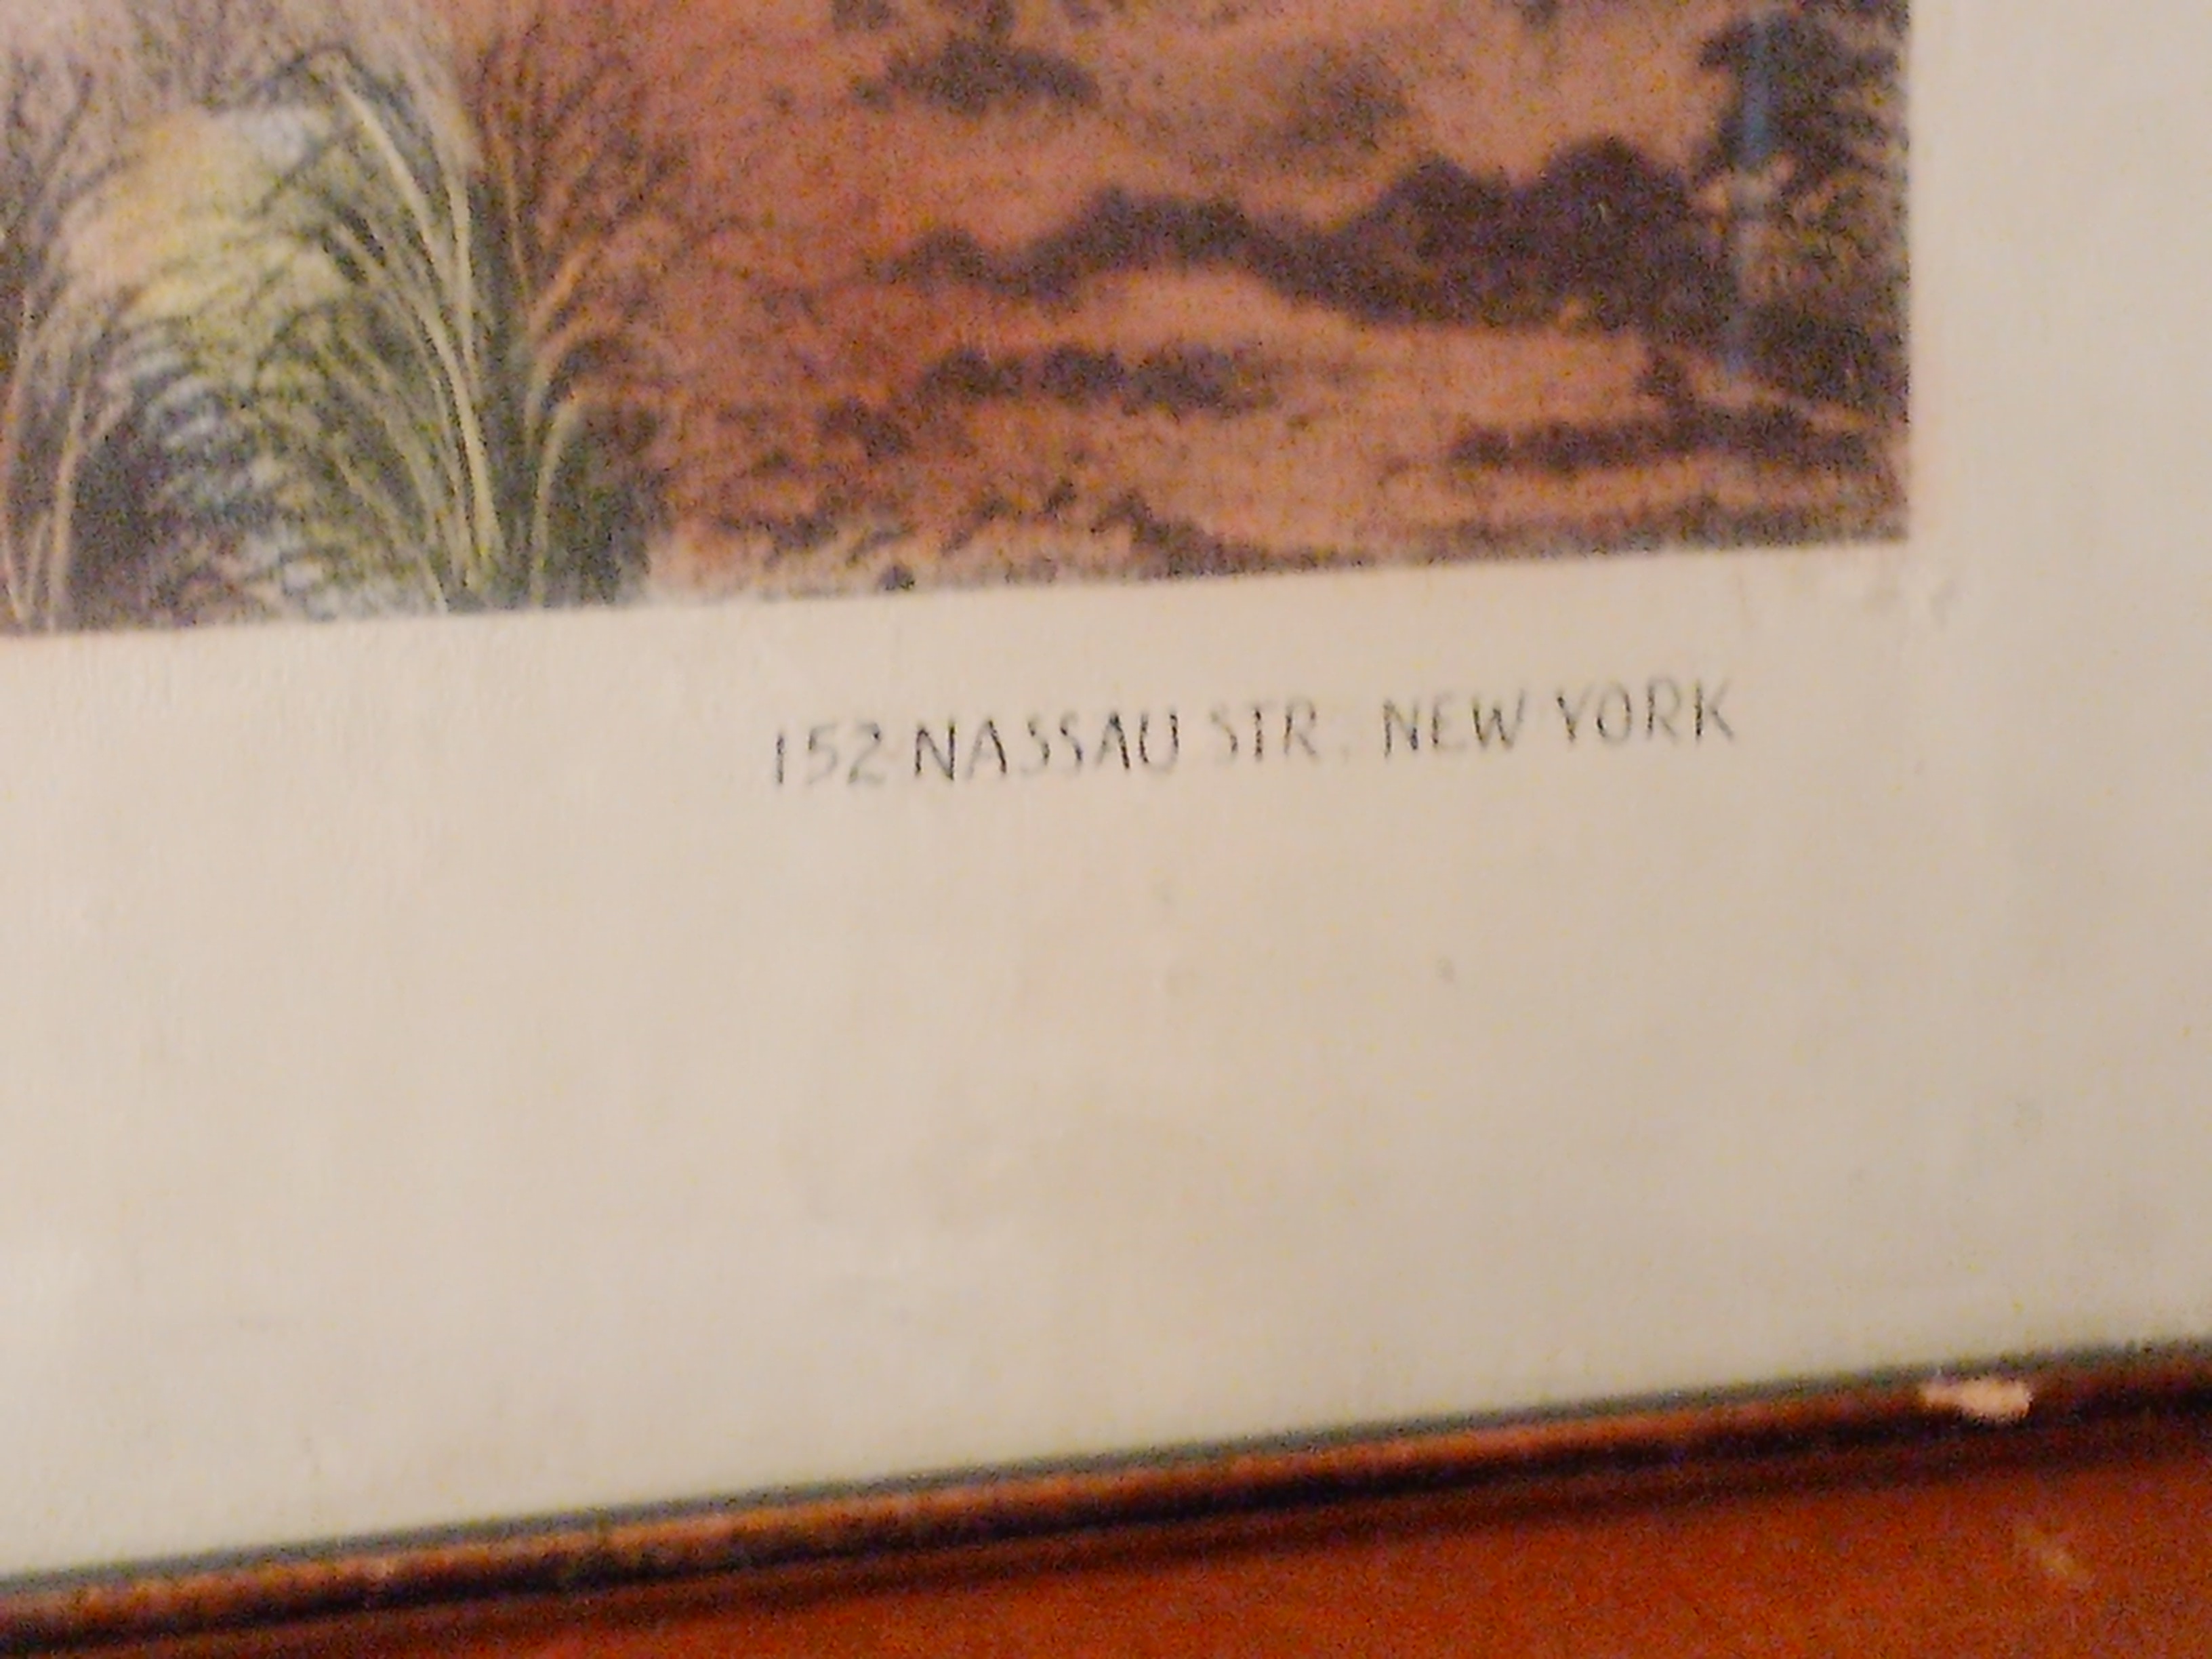 152 NASSAU STR. NEW YORK